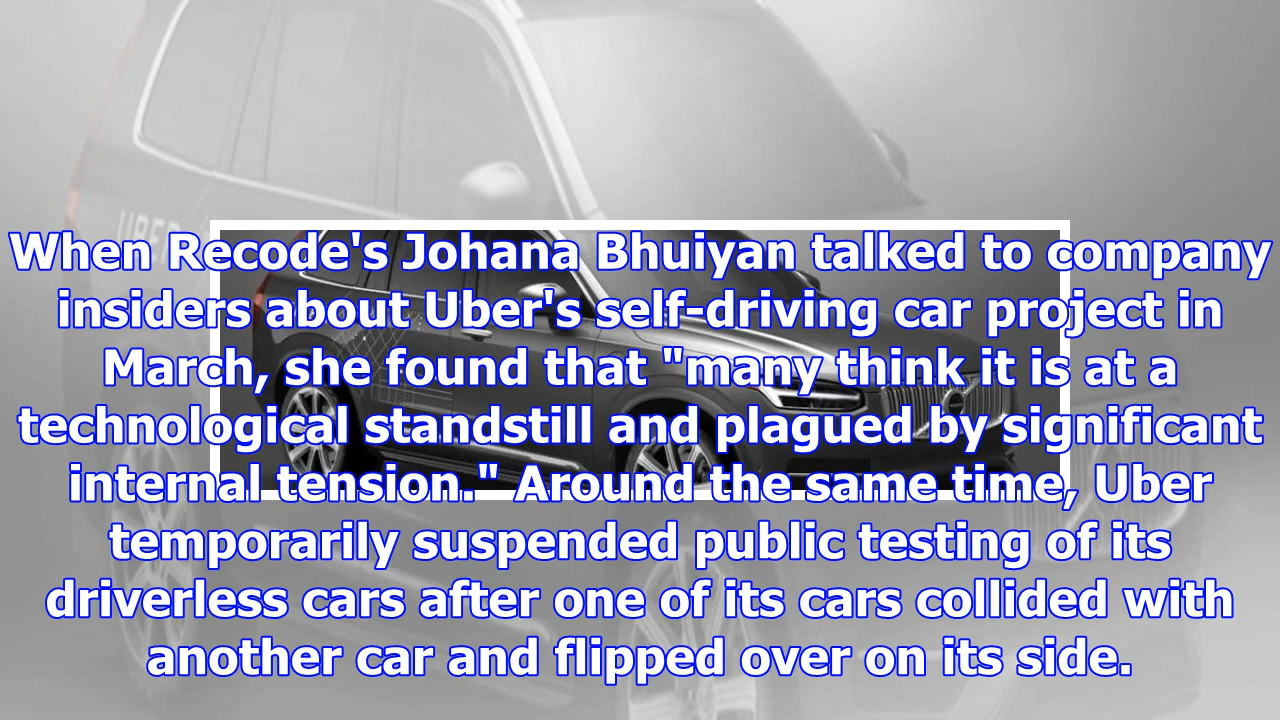 When Recode's Johana Bhuiyan talked to company
insiders about Uber's self-driving car project in
March, she found that "many think it is at a
technological standstill and plagued by significant
internal tension." Around the same time, Uber
temporarily suspended public testing of its
driverless cars after one of its cars collided with
another car and flipped over on its side.
UBER